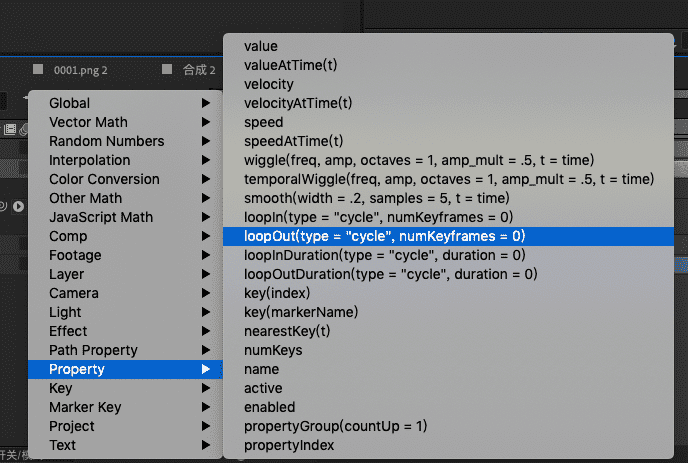 0001.png 2
合成 2
Global
Vector Math
Random Numbers
Interpolation
Color Conversion
Other Math
JavaScript Math
Comp
Footage
Layer
Camera
Light
Effect
Path Property
Property
Key
Marker Key
Project
Text
value
valueAtTime(t)
velocity
velocityAtTime(t)
speed
speedAtTime(t)
wiggle(freq, amp, octaves = 1, amp_mult = .5, t = time)
temporalWiggle(freq, amp, octaves = 1, amp_mult = .5, t = time)
smooth(width = .2, samples = 5, t = time)
loopIn(type = "cycle", numKeyframes = 0)
loopOut(type = "cycle", numKeyframes = 0)
loopInDuration(type = "cycle", duration = 0)
loopOutDuration(type = "cycle", duration = 0)
key(index)
key(markerName)
nearestKey(t)
numKeys
name
active
enabled
propertyGroup(countUp = 1)
propertyIndex
开关/模